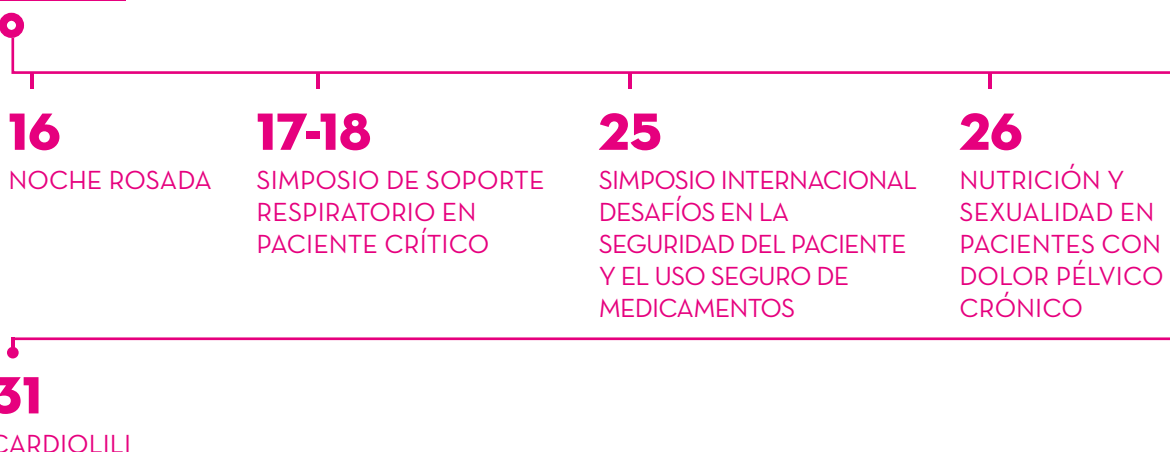 16
NOCHE ROSADA
17-18
SIMPOSIO DE SOPORTE
RESPIRATORIO EN
PACIENTE CRÍTICO
25
SIMPOSIO INTERNACIONAL
DESAFÍOS EN LA
SEGURIDAD DEL PACIENTE
Y EL USO SEGURO DE
MEDICAMENTOS
26
NUTRICIÓN Y
SEXUALIDAD EN
PACIENTES CON
DOLOR PÉLVICO
CRÓNICO
31
CARDIOLILI